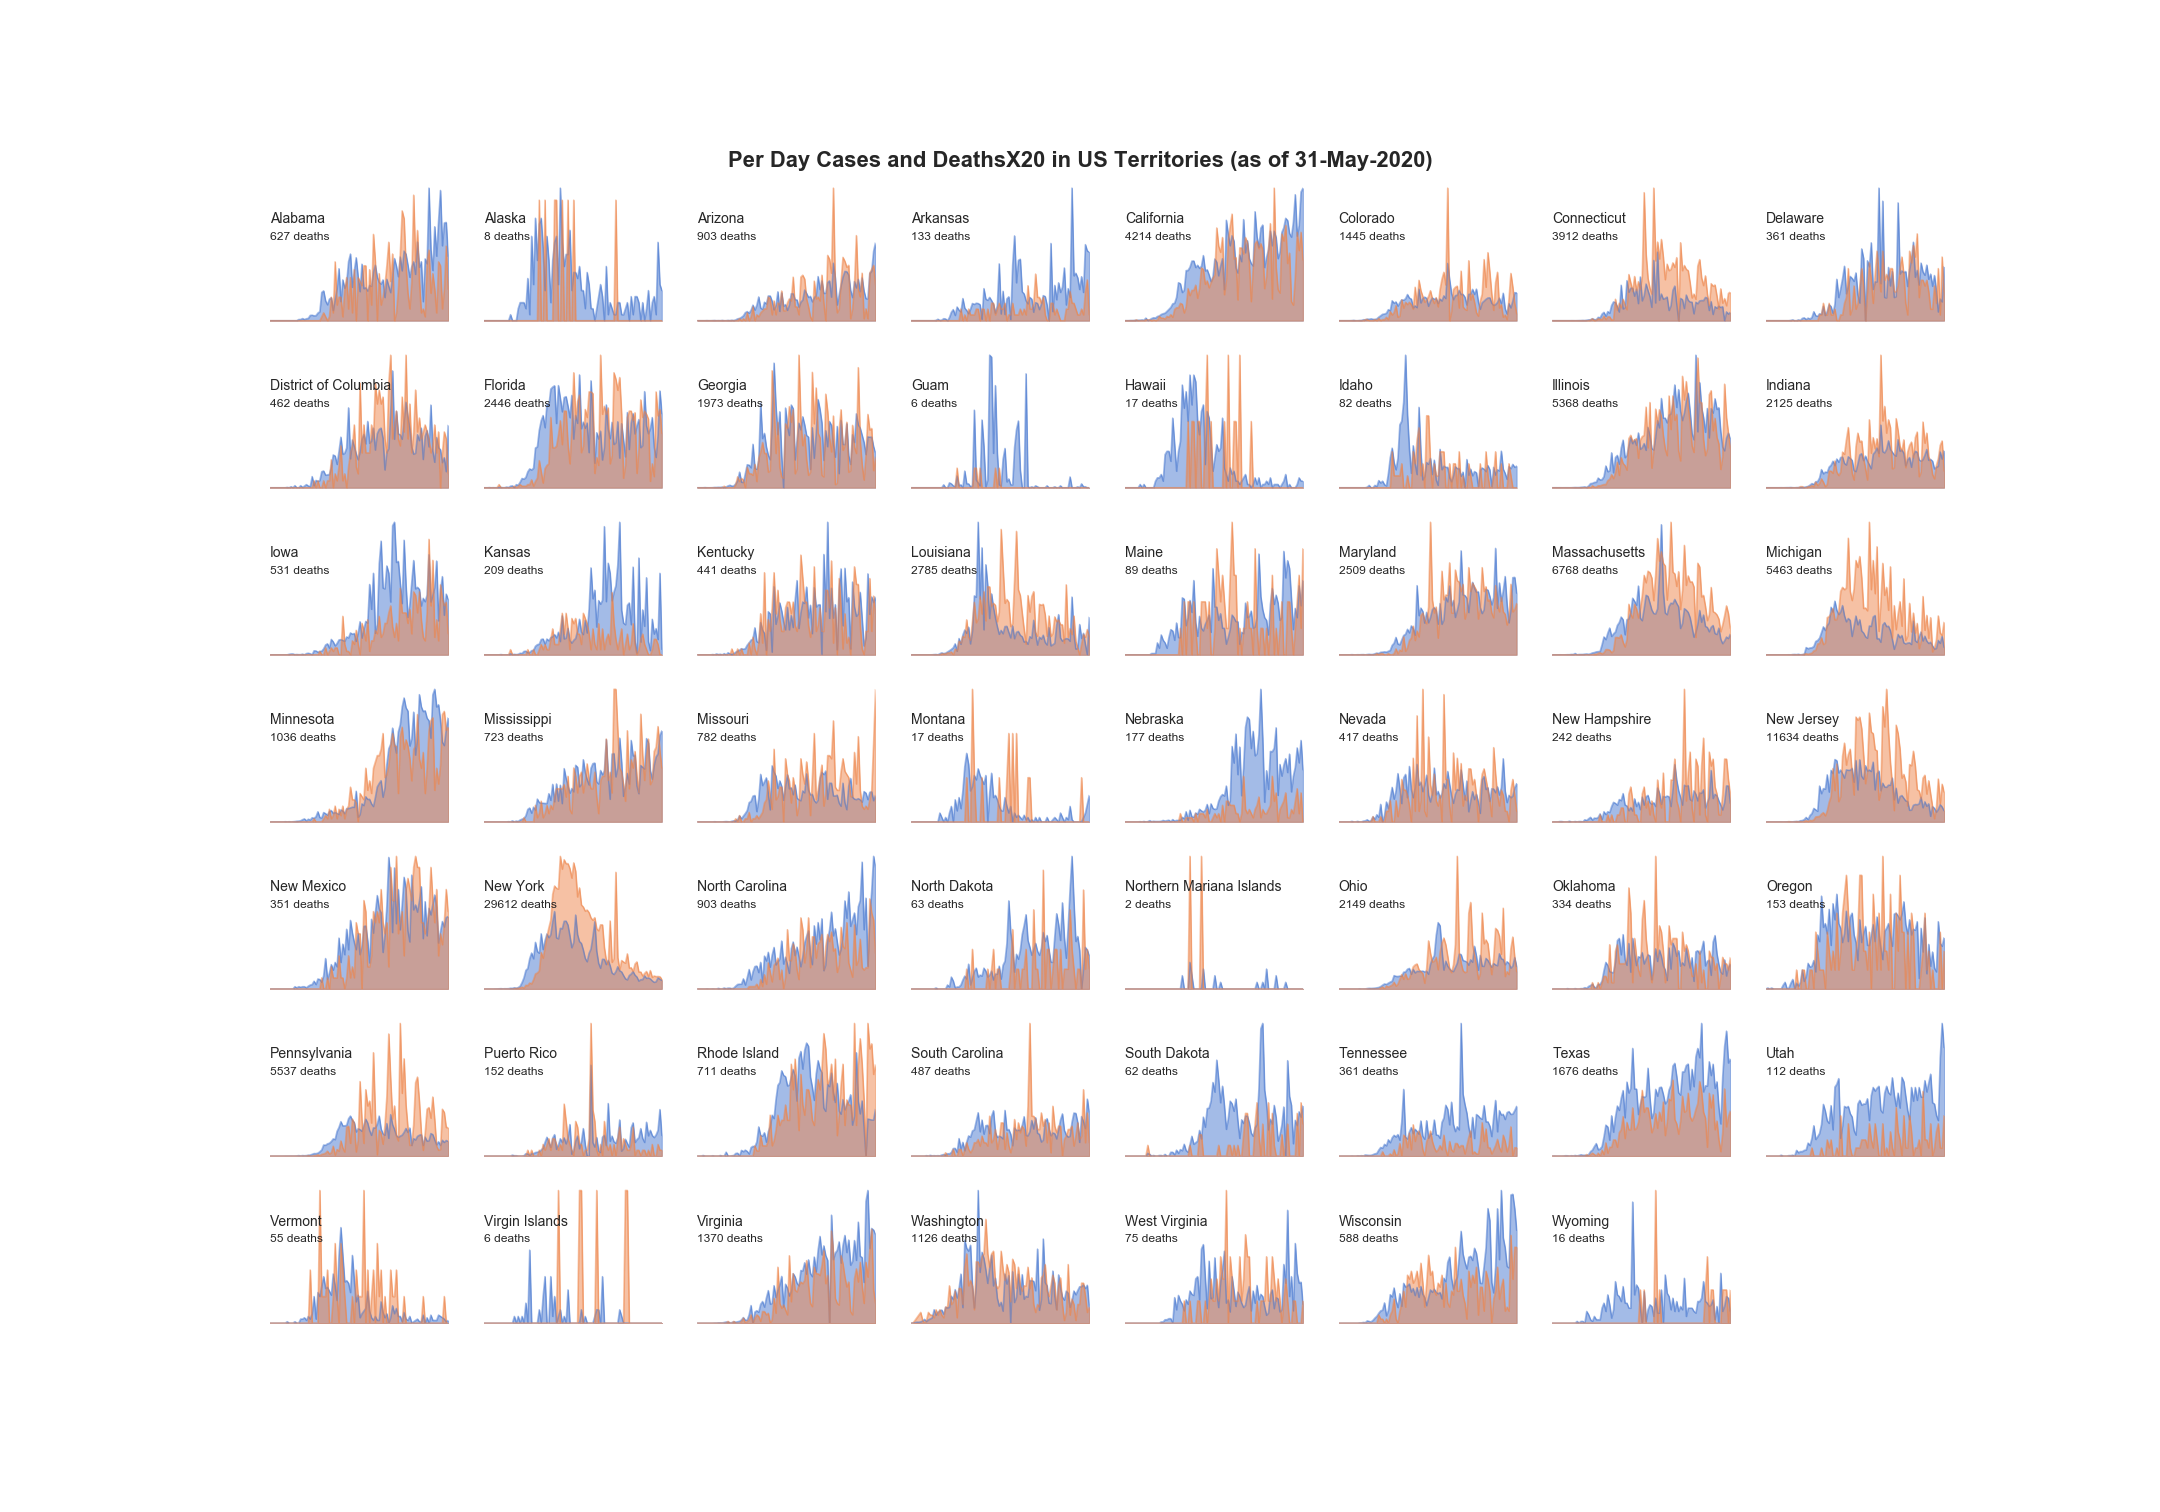 Per Day Cases and DeathsX20 in US Territories (as of 31-May-2020)
Alabama
627 deaths
Alaska
8 deaths
Arizona
903 deaths
Arkansas
133 deaths
California
4214 deaths
Colorado
1445 deaths
Connecticut
3912 deaths
Delaware
361 deaths
District of Columbia
462 deaths
Florida
2446 deaths
Georgia
1973 deaths
Guam
6 deaths
Hawaii
17 deaths
Idaho
82 deaths
Illinois
5368 deaths
Indiana
2125 deaths
Iowa
531 deaths
Kansas
209 deaths
Kentucky
441 deaths
Louisiana
2785 deaths
Maine
89 deaths
Maryland
2509 deaths
Massachusetts
6768 deaths
Michigan
5463 deaths
Minnesota
1036 deaths
Mississippi
723 deaths
Missouri
782 deaths
Montana
17 deaths
Nebraska
177 deaths
Nevada
417 deaths
New Hampshire
242 deaths
New Jersey
11634 deaths
New Mexico
351 deaths
New York
29612 deaths
North Carolina
903 deaths
North Dakota
63 deaths
Northern Mariana Islands
2 deaths
Ohio
2149 deaths
Oklahoma
334 deaths
Oregon
153 deaths
Pennsylvania
5537 deaths
Puerto Rico
152 deaths
Rhode Island
711 deaths
South Carolina
487 deaths
South Dakota
62 deaths
Tennessee
361 deaths
Texas
1676 deaths
Utah
112 deaths
Vermont
55 deaths
Virgin Islands
6 deaths
Virginia
1370 deaths
Washington
1126 deaths
West Virginia
75 deaths
Wisconsin
588 deaths
Wyoming
16 deaths